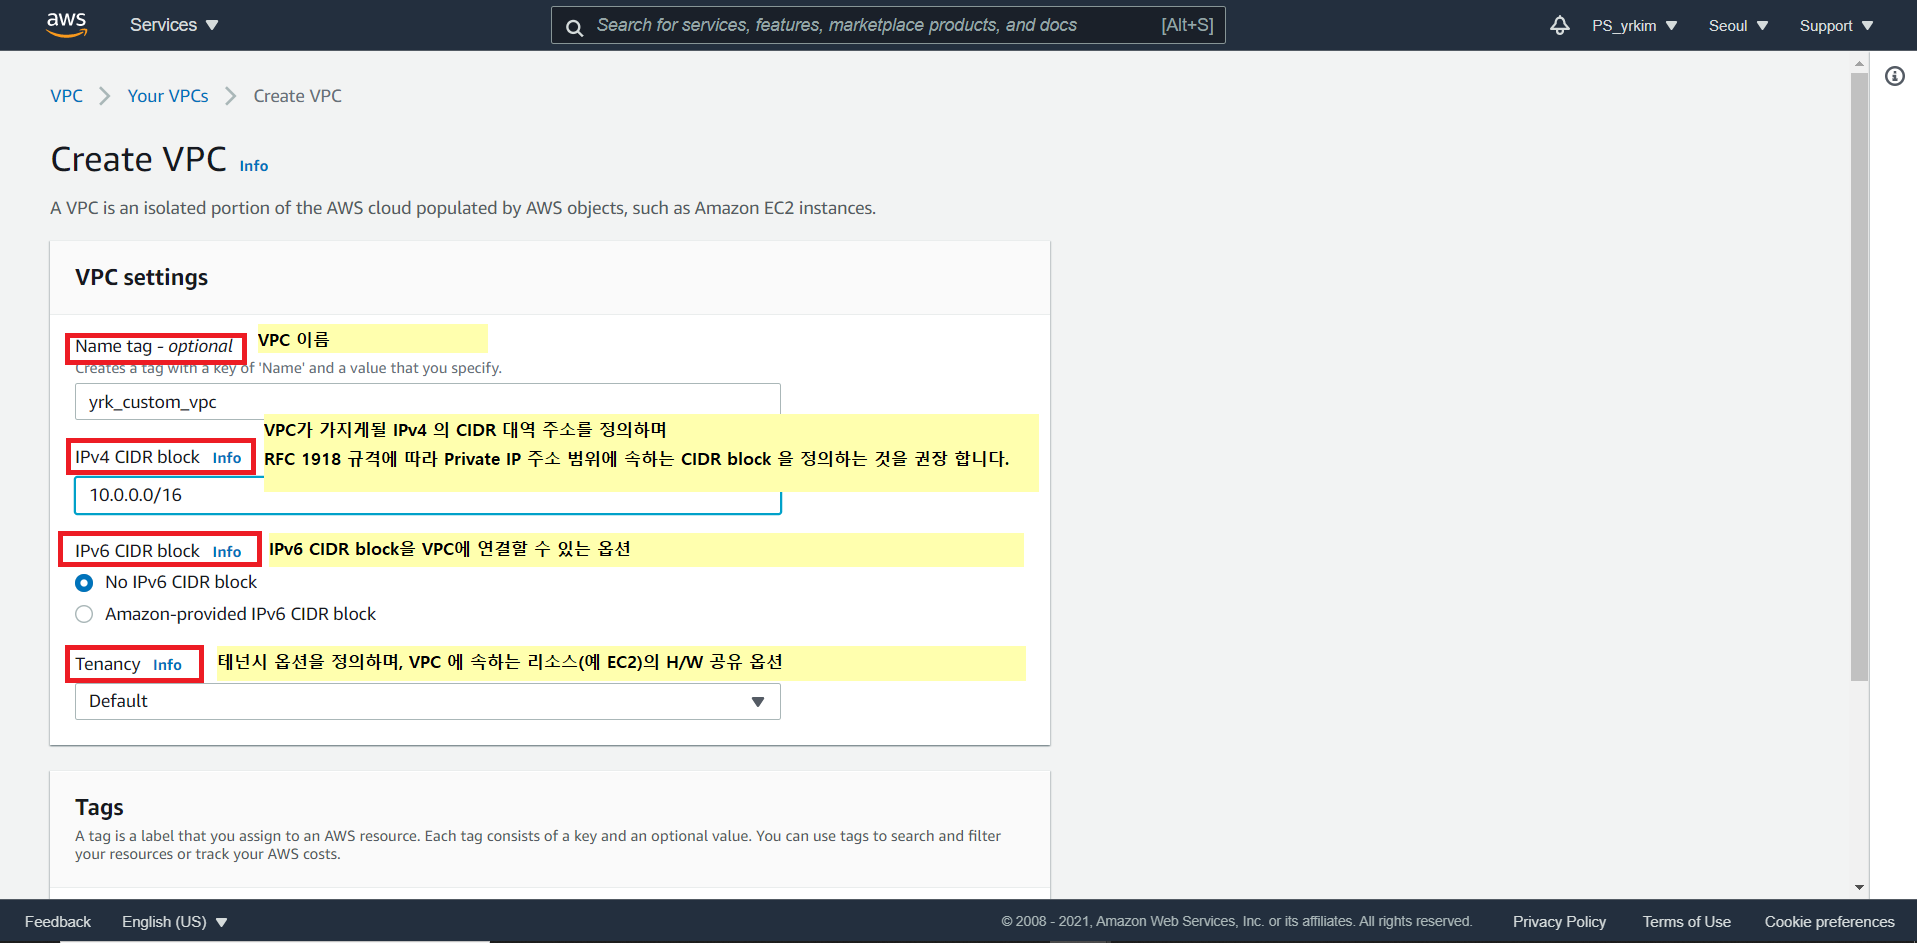 aws
Services
Search for services, features, marketplace products, and docs [Alt+S]
PS_yrkim
Seoul
Support
VPC > Your VPCs > Create VPC
Create VPC Info
A VPC is an isolated portion of the AWS cloud populated by AWS objects, such as Amazon EC2 instances.
VPC settings
Name tag - optional
VPC 이름
Creates a tag with a key of 'Name' and a value that you specify.
yrk_custom_vpc
VPC가 가지게될 IPv4 의 CIDR 대역 주소를 정의하며
IPv4 CIDR block Info
RFC 1918 규격에 따라 Private IP 주소 범위에 속하는 CIDR block 을 정의하는 것을 권장 합니다.
10.0.0.0/16
IPv6 CIDR block Info
IPv6 CIDR block을 VPC에 연결할 수 있는 옵션
No IPv6 CIDR block
Amazon-provided IPv6 CIDR block
Tenancy Info
테넌시 옵션을 정의하며, VPC 에 속하는 리소스(예 EC2)의 H/W 공유 옵션
Default
Tags
A tag is a label that you assign to an AWS resource. Each tag consists of a key and an optional value. You can use tags to search and filter
your resources or track your AWS costs.
Feedback
English (US)
© 2008 - 2021, Amazon Web Services, Inc. or its affiliates. All rights reserved.
Privacy Policy
Terms of Use
Cookie preferences